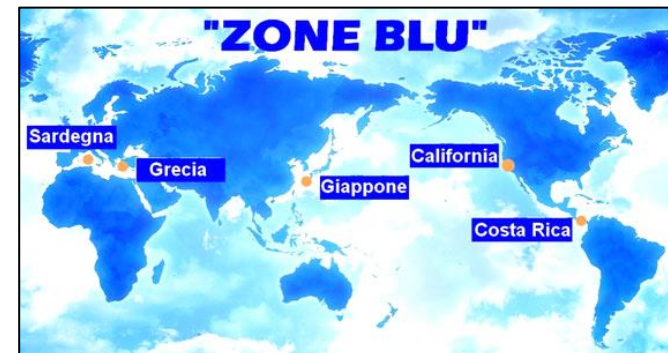 "ZONE BLU"
Sardegna
Grecia
Giappone
California
Costa Rica